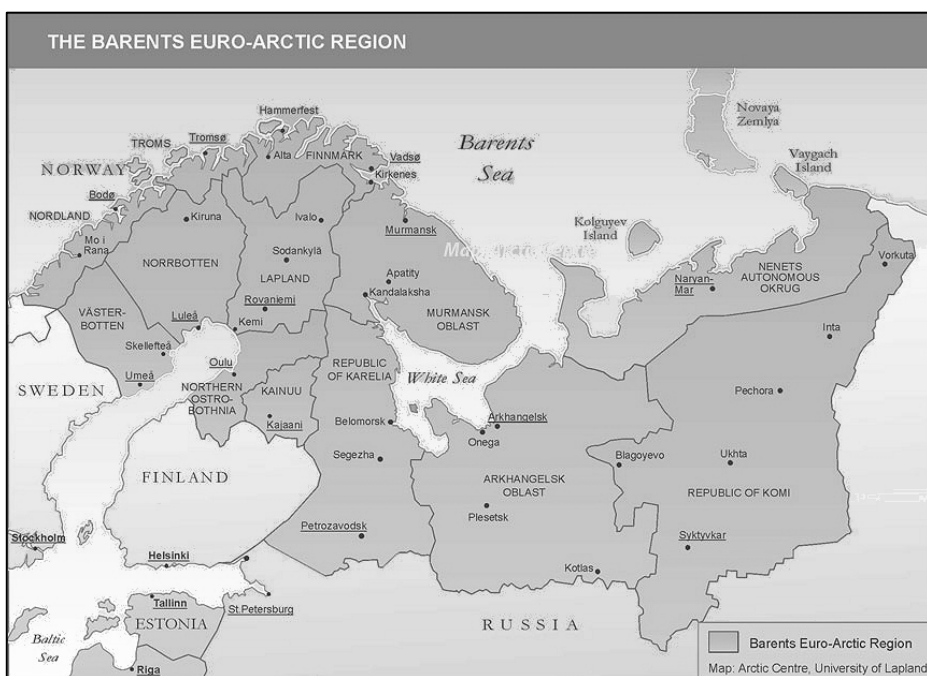 THE BARENTS EURO-ARCTIC REGION
Hammerfest
Novaya
Zemlya
Tromsø
TROMS
Alta
FINNMARK
Barents
Sea
Vaygach
Island
NORWAY
Vadsø
Kirkenes
Bodø
NORDLAND
Kiruna
Ivalo
Murmansk
Kolguyev
Island
Map: Arctic Centre
Mo i
Rana
Sodankylä
NORRBOTTEN
LAPLAND
Apatity
Kandalaksha
Naryan-
Mar
NENETS
AUTONOMOUS
OKRUG
Vorkuta
Rovaniemi
VÄSTER-
BOTTEN
Luleå
Kemi
MURMANSK
OBLAST
Inta
Skellefteå
Oulu
REPUBLIC
OF KARELIA
White Sea
SWEDEN
Umeå
NORTHERN
OSTRO-
BOTHNIA
KAINUU
Pechora
Kajaani
Belomorsk
Arkhangelsk
Onega
Segezha
Blagoyevo
Ukhta
FINLAND
ARKHANGELSK
OBLAST
REPUBLIC OF KOMI
Plesetsk
Petrozavodsk
Syktyvkar
Stockholm
Helsinki
Kotlas
Tallinn
St.Petersburg
ESTONIA
RUSSIA
Baltic
Sea
Riga
Barents Euro-Arctic Region
Map: Arctic Centre, University of Lapland